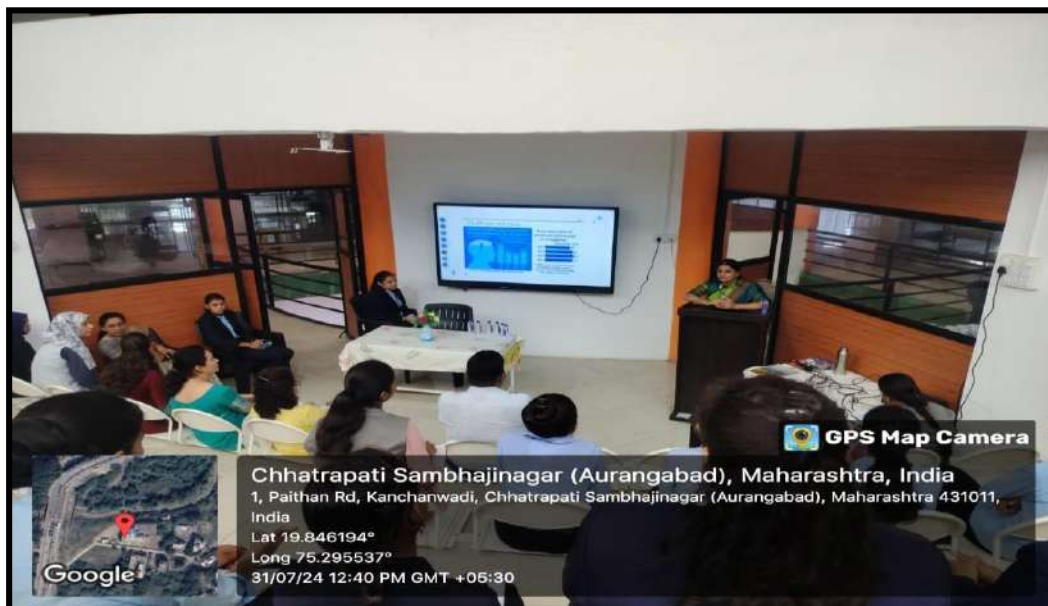 GPS Map Camera
Chhatrapati Sambhajinagar (Aurangabad), Maharashtra, India
1, Paithan Rd, Kanchanwadi, Chhatrapati Sambhajinagar (Aurangabad), Maharashtra 431011,
India
Lat 19.846194°
Long 75.295537°
31/07/24 12:40 PM GMT +05:30
Google